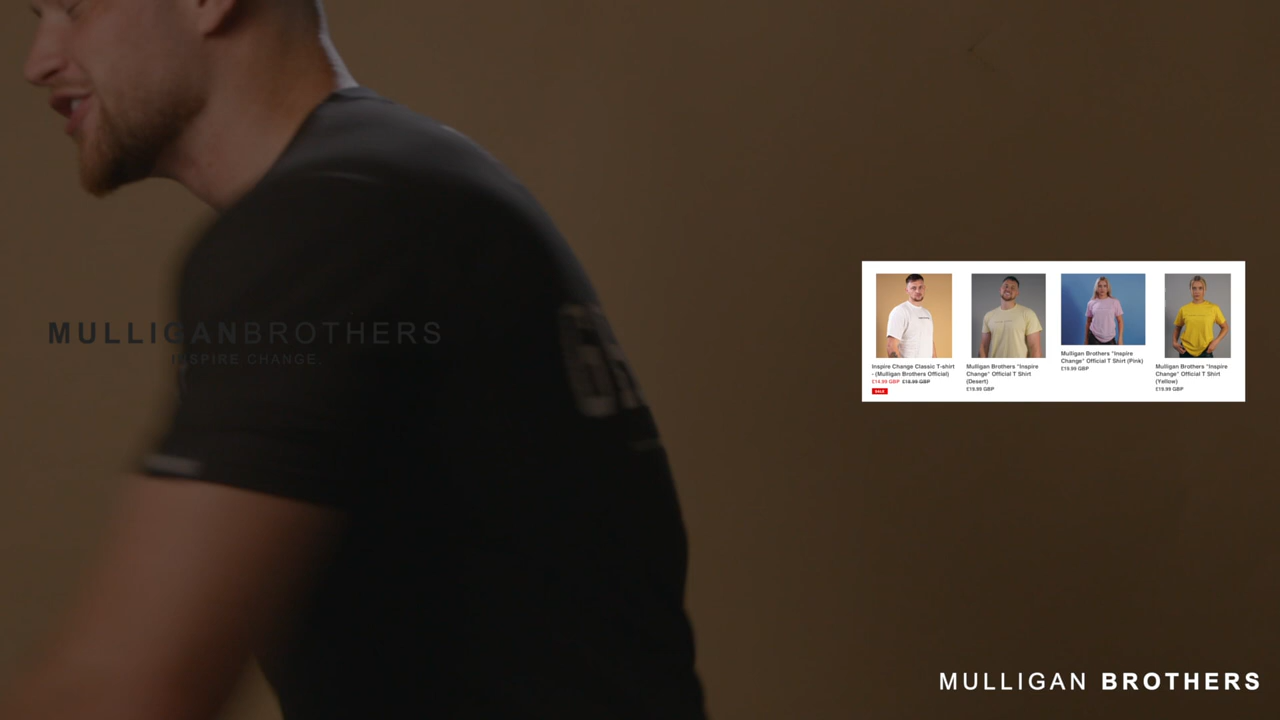 MULLIGANBROTHERS
INSPIRE CHANGE.
Inspire Change Classic T-shirt
- (Mulligan Brothers Official)
£14.99 GBP £18.99 GBP
SALE
Mulligan Brothers "Inspire
Change" Official T Shirt
(Desert)
£19.99 GBP
Mulligan Brothers "Inspire
Change" Official T Shirt (Pink)
£19.99 GBP
Mulligan Brothers "Inspire
Change" Official T Shirt
(Yellow)
£19.99 GBP
MULLIGAN BROTHERS